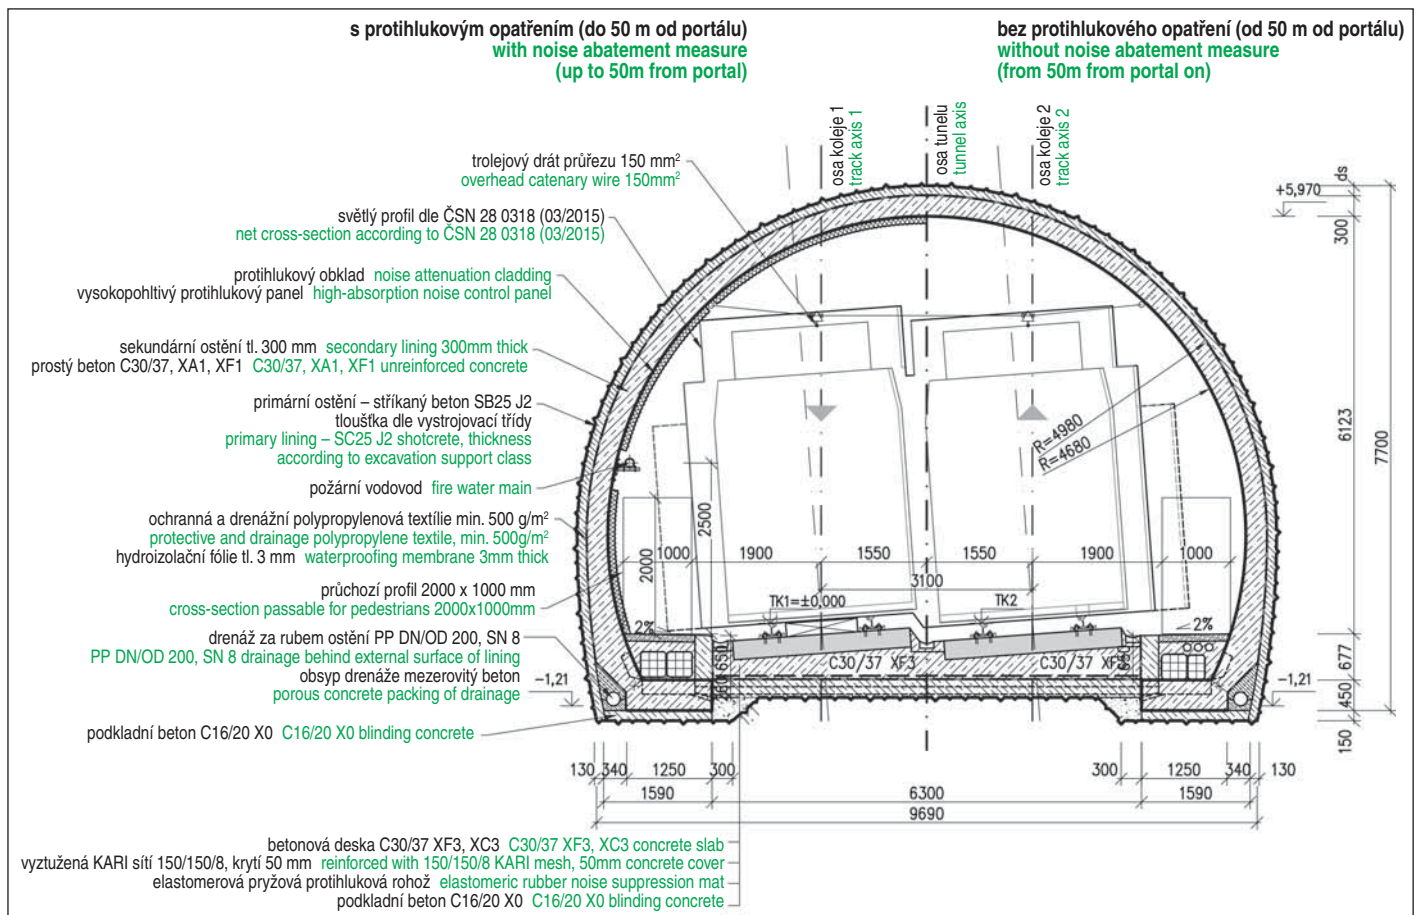 s protihlukovým opatřením (do 50 m od portálu)
with noise abatement measure
(up to 50m from portal)
bez protihlukového opatření (od 50 m od portálu)
without noise abatement measure
(from 50m from portal on)
osa koleje 1
track axis 1
osa tunelu
tunnel axis
osa koleje 2
track axis 2
trolejový drát průřezu 150 mm²
overhead catenary wire 150mm²
světlý profil dle ČSN 28 0318 (03/2015)
net cross-section according to ČSN 28 0318 (03/2015)
protihlukový obklad noise attenuation cladding
vysokopohltivý protihlukový panel high-absorption noise control panel
sekundární ostění tl. 300 mm secondary lining 300mm thick
prostý beton C30/37, XA1, XF1 C30/37, XA1, XF1 unreinforced concrete
primární ostění – stříkaný beton SB25 J2
tloušťka dle vystrojovací třídy
primary lining – SC25 J2 shotcrete, thickness
according to excavation support class
požární vodovod fire water main
ochranná a drenážní polypropylenová textílie min. 500 g/m²
protective and drainage polypropylene textile, min. 500g/m²
hydroizolační fólie tl. 3 mm waterproofing membrane 3mm thick
průchozí profil 2000 x 1000 mm
cross-section passable for pedestrians 2000x1000mm
drenáž za rubem ostění PP DN/OD 200, SN 8
PP DN/OD 200, SN 8 drainage behind external surface of lining
obsyp drenáže mezerovitý beton
porous concrete packing of drainage
podkladní beton C16/20 X0 C16/20 X0 blinding concrete
ds
+5,970
300
6123
7700
R=4980
R=4680
2500
2000
1000
1900
1550
1550
1900
1000
3100
TK1=±0,000
TK2
2%
2%
C30/37 XF3
C30/37
650
650
260
677
450
150
–1,21
–1,21
130 340 1250 300
300 1250 340 130
1590 6300 1590
9690
betonová deska C30/37 XF3, XC3 C30/37 XF3, XC3 concrete slab
vyztužená KARI sítí 150/150/8, krytí 50 mm reinforced with 150/150/8 KARI mesh, 50mm concrete cover
elastomerová pryžová protihluková rohož elastomeric rubber noise suppression mat
podkladní beton C16/20 X0 C16/20 X0 blinding concrete